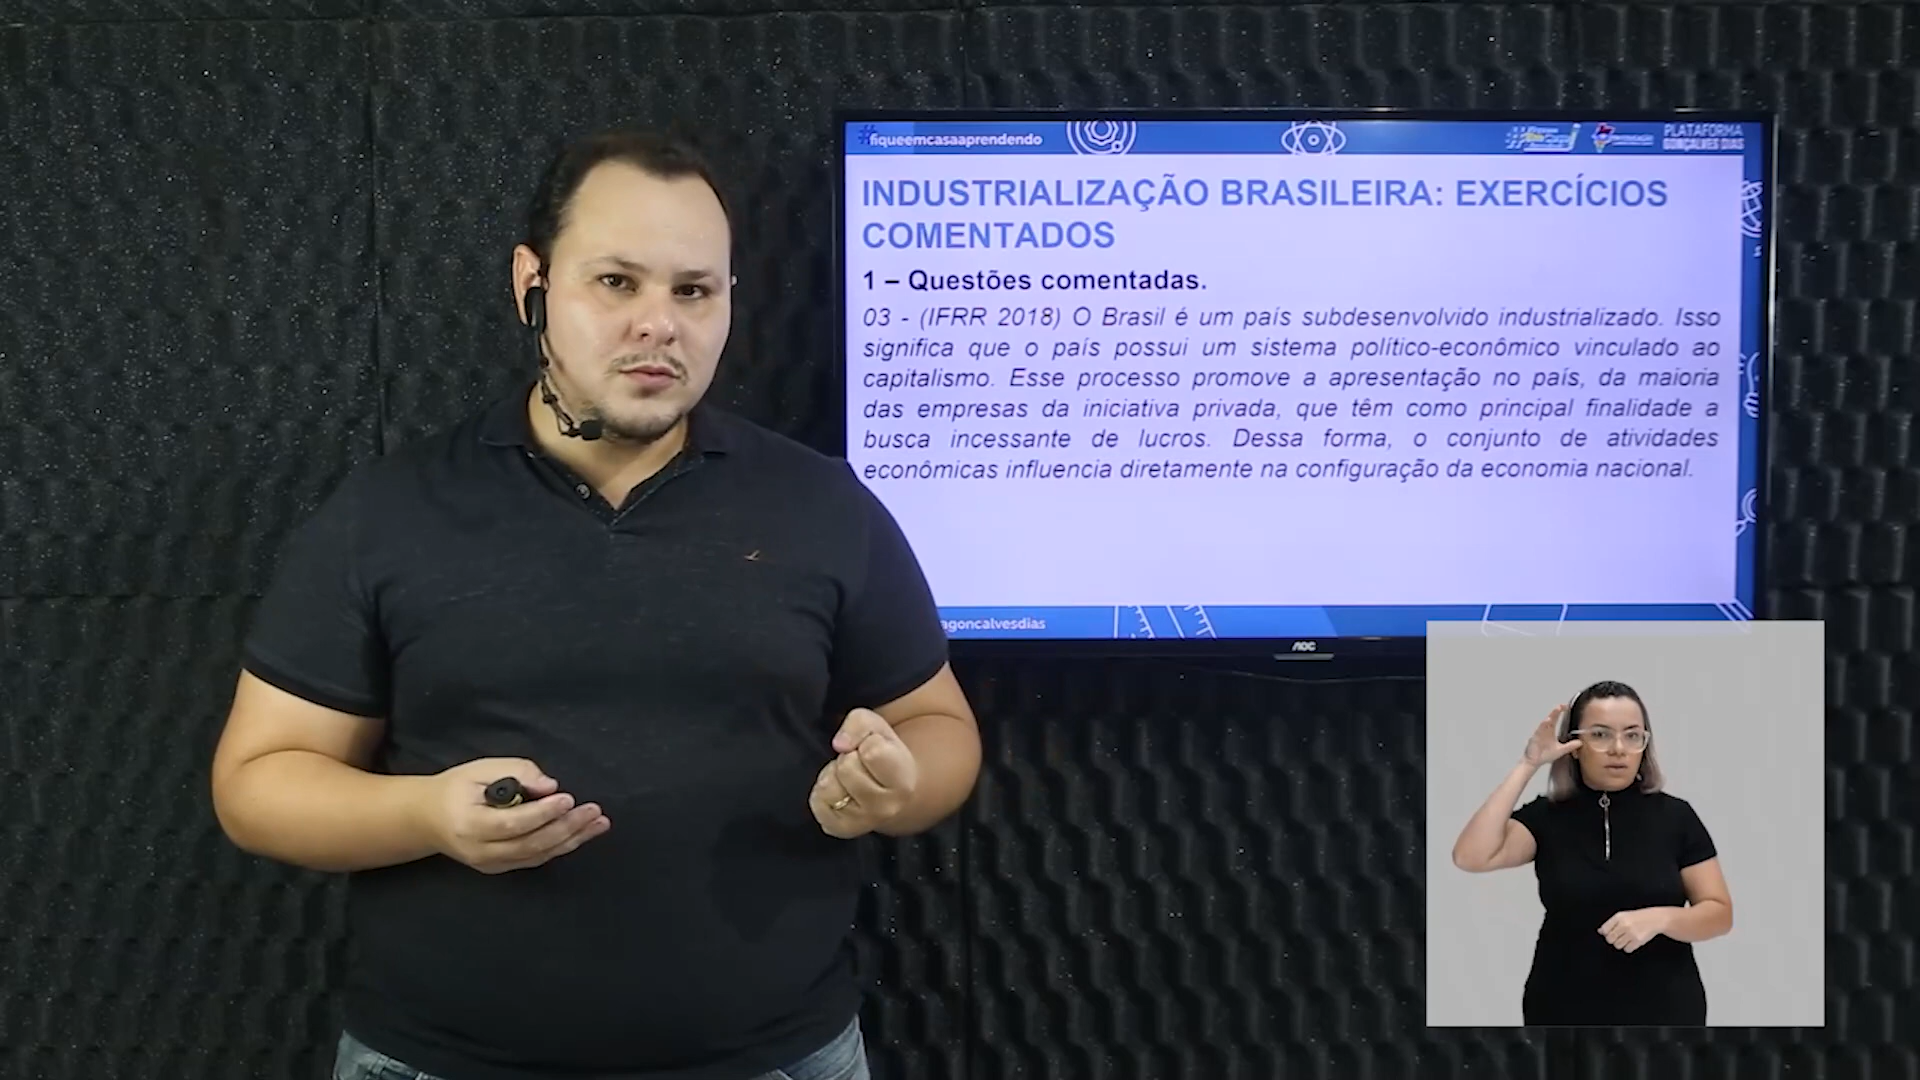 #fiqueemcasaaprendendo
PLATAFORMA
GONÇALVES DIAS
INDUSTRIALIZAÇÃO BRASILEIRA: EXERCÍCIOS
COMENTADOS
1 – Questões comentadas.
03 - (IFRR 2018) O Brasil é um país subdesenvolvido industrializado. Isso
significa que o país possui um sistema político-econômico vinculado ao
capitalismo. Esse processo promove a apresentação no país, da maioria
das empresas da iniciativa privada, que têm como principal finalidade a
busca incessante de lucros. Dessa forma, o conjunto de atividades
econômicas influencia diretamente na configuração da economia nacional.
agoncalvesdias
AOC